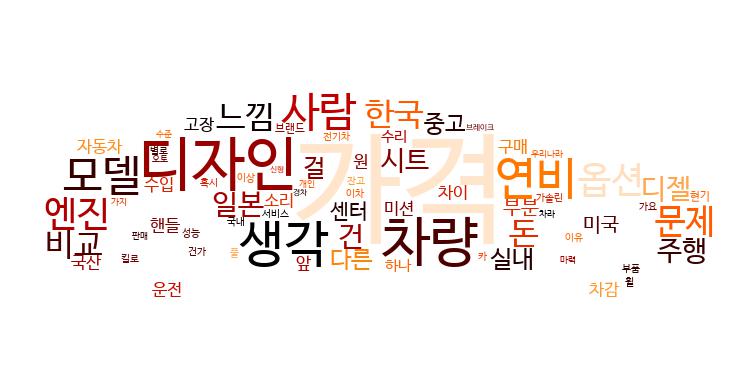 브레이크
고장
느낌
사람
한국
중고
브랜드
수준
전기차
수리
자동차
별로
오토
디자인
가격
구매
우리나라
모델
수입
혹시
이상
신형
걸
원
시트
연비
옵션
디젤
개인
잔고
경차
이차
차이
가솔린
현기
엔진
가지
일본
소리
센터
미션
부분
차라
가요
문제
핸들
국내
서비스
미국
비교
판매
성능
생각
건
차량
돈
이유
주행
국산
킬로
건가
풀
앞
다른
하나
카
실내
마력
부품
휠
운전
차감